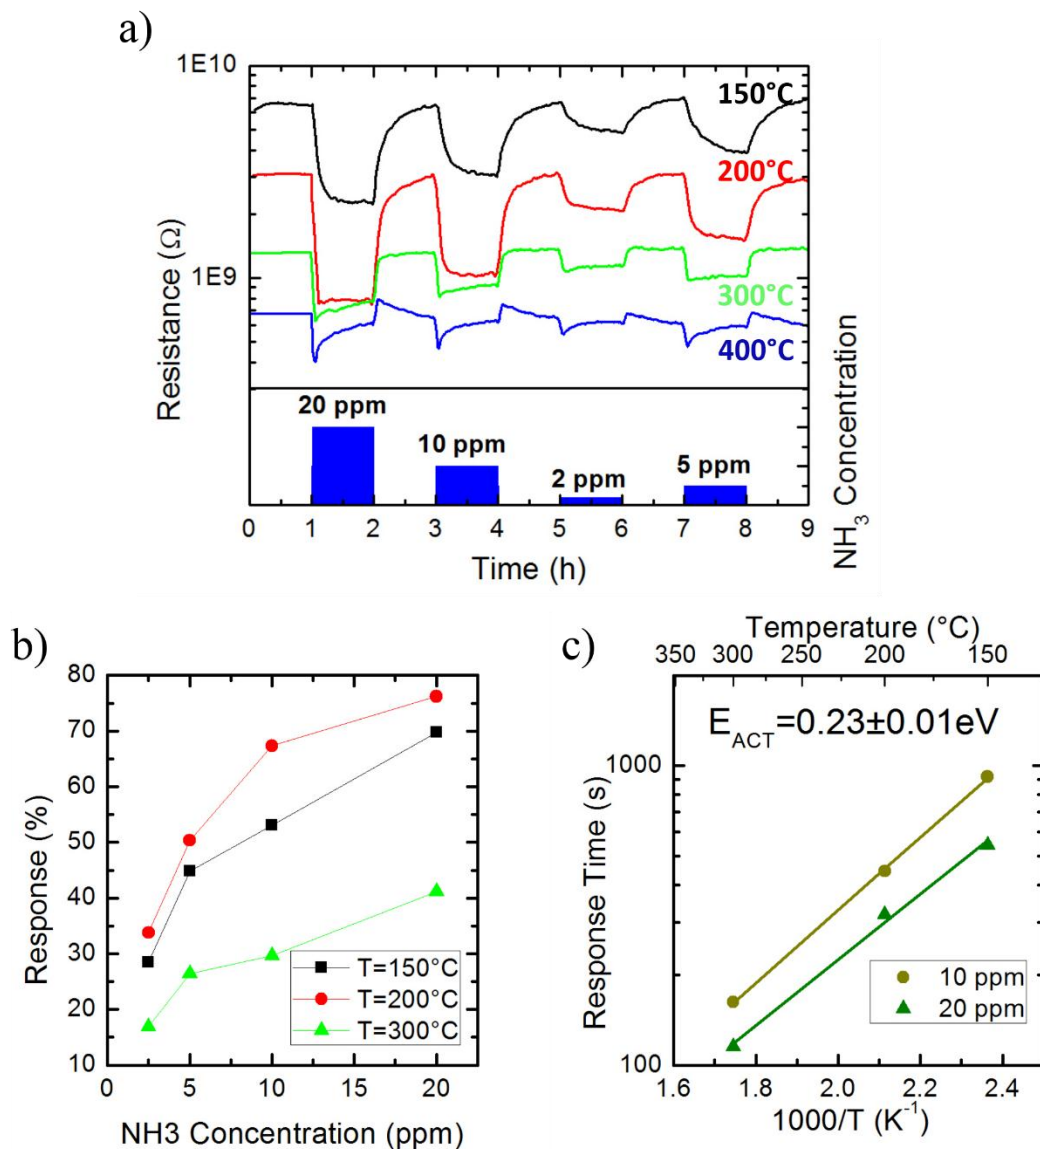 a)
1E10
1E9
Resistance (Ω)
150°C
200°C
300°C
400°C
20 ppm
10 ppm
2 ppm
5 ppm
NH₃ Concentration
0 1 2 3 4 5 6 7 8 9
Time (h)
b)
80
70
60
50
40
30
20
10
Response (%)
T=150°C
T=200°C
T=300°C
0 5 10 15 20
NH3 Concentration (ppm)
c)
Temperature (°C)
350 300 250 200 150
E_ACT=0.23±0.01eV
1000
100
Response Time (s)
10 ppm
20 ppm
1.6 1.8 2.0 2.2 2.4
1000/T (K⁻¹)